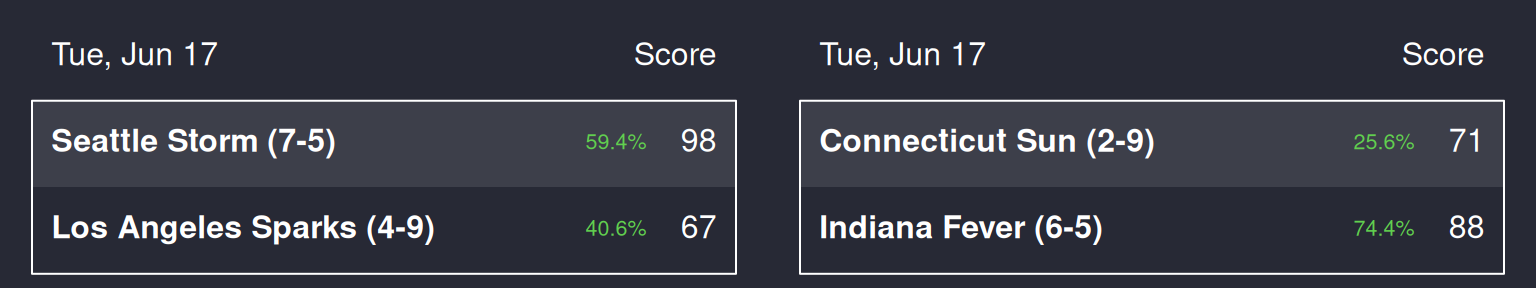 Tue, Jun 17 Score
Seattle Storm (7-5) 59.4% 98
Los Angeles Sparks (4-9) 40.6% 67
Tue, Jun 17 Score
Connecticut Sun (2-9) 25.6% 71
Indiana Fever (6-5) 74.4% 88